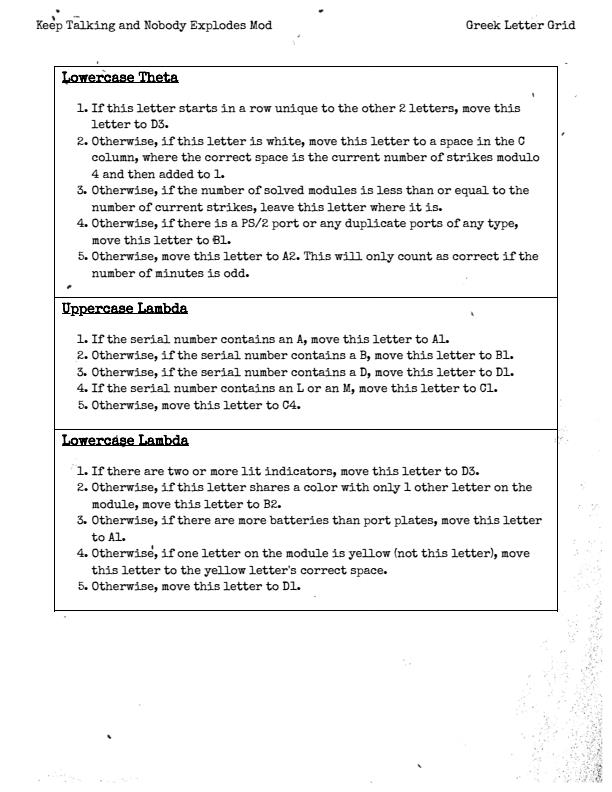 Keep Talking and Nobody Explodes Mod
Greek Letter Grid
Lowercase Theta
1. If this letter starts in a row unique to the other 2 letters, move this
letter to D3.
2. Otherwise, if this letter is white, move this letter to a space in the C
column, where the correct space is the current number of strikes modulo
4 and then added to 1.
3. Otherwise, if the number of solved modules is less than or equal to the
number of current strikes, leave this letter where it is.
4. Otherwise, if there is a PS/2 port or any duplicate ports of any type,
move this letter to B1.
5. Otherwise, move this letter to A2. This will only count as correct if the
number of minutes is odd.
Uppercase Lambda
1. If the serial number contains an A, move this letter to A1.
2. Otherwise, if the serial number contains a B, move this letter to B1.
3. Otherwise, if the serial number contains a D, move this letter to D1.
4. If the serial number contains an L or an M, move this letter to C1.
5. Otherwise, move this letter to C4.
Lowercase Lambda
1. If there are two or more lit indicators, move this letter to D3.
2. Otherwise, if this letter shares a color with only 1 other letter on the
module, move this letter to B2.
3. Otherwise, if there are more batteries than port plates, move this letter
to A1.
4. Otherwise, if one letter on the module is yellow (not this letter), move
this letter to the yellow letter's correct space.
5. Otherwise, move this letter to D1.